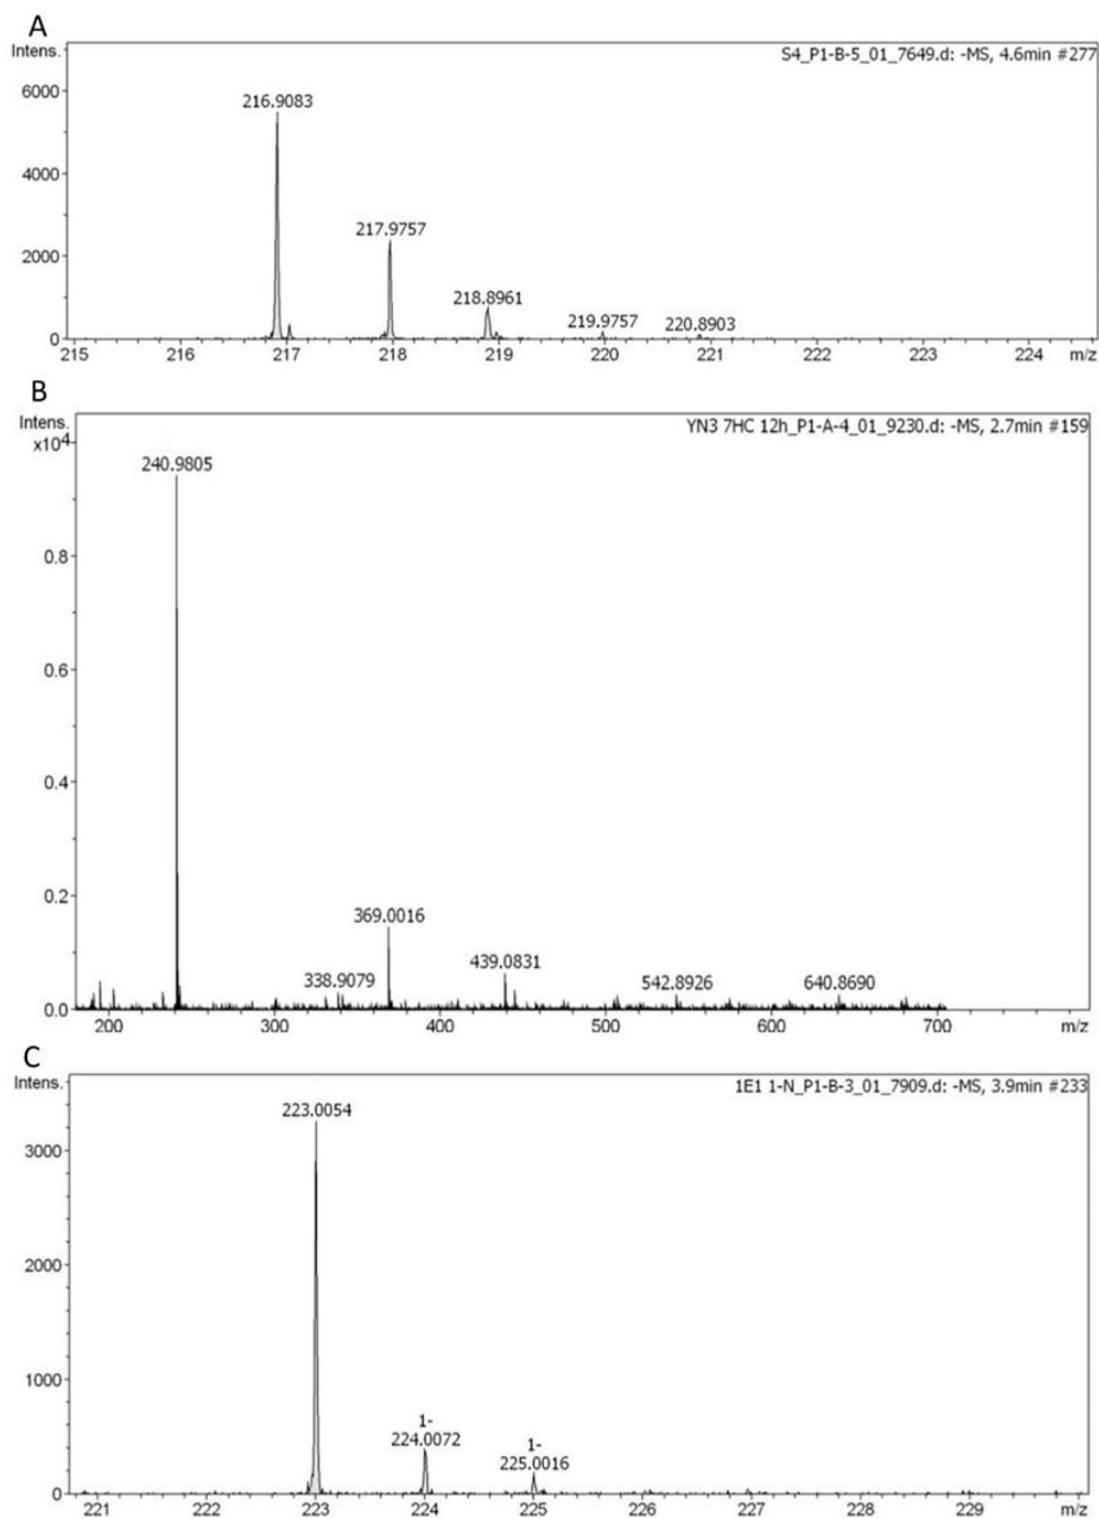 A
Intens.
S4_P1-B-5_01_7649.d: -MS, 4.6min #277
6000
216.9083
4000
217.9757
2000
218.8961
219.9757
220.8903
0
215 216 217 218 219 220 221 222 223 224 m/z
B
Intens.
x10⁴
YN3 7HC 12h_P1-A-4_01_9230.d: -MS, 2.7min #159
240.9805
0.8
0.6
0.4
0.2
369.0016
439.0831
338.9079
542.8926
640.8690
0.0
200 300 400 500 600 700 m/z
C
Intens.
1E1 1-N_P1-B-3_01_7909.d: -MS, 3.9min #233
223.0054
3000
2000
1000
1-
224.0072
1-
225.0016
0
221 222 223 224 225 226 227 228 229 m/z